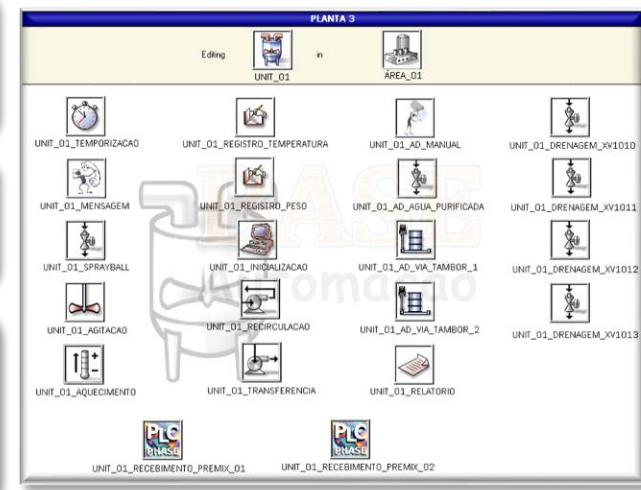 PLANTA 3
Editing
in
UNIT_01
ÁREA_01
UNIT_01_TEMPORIZACAO
UNIT_01_REGISTRO_TEMPERATURA
UNIT_01_AD_MANUAL
UNIT_01_DRENAGEM_XV1010
UNIT_01_MENSAGEM
UNIT_01_REGISTRO_PESO
UNIT_01_AD_AGUA_PURIFICADA
UNIT_01_DRENAGEM_XV1011
UNIT_01_SPRAYBALL
UNIT_01_INICIALIZACAO
UNIT_01_AD_VIA_TAMBOR_1
UNIT_01_DRENAGEM_XV1012
UNIT_01_AGITACAO
UNIT_01_RECIRCULACAO
UNIT_01_AD_VIA_TAMBOR_2
UNIT_01_DRENAGEM_XV1013
UNIT_01_AQUECIMENTO
UNIT_01_TRANSFERENCIA
UNIT_01_RELATORIO
PLC
PHASE
PLC
PHASE
UNIT_01_RECEBIMENTO_PREMIX_01
UNIT_01_RECEBIMENTO_PREMIX_02